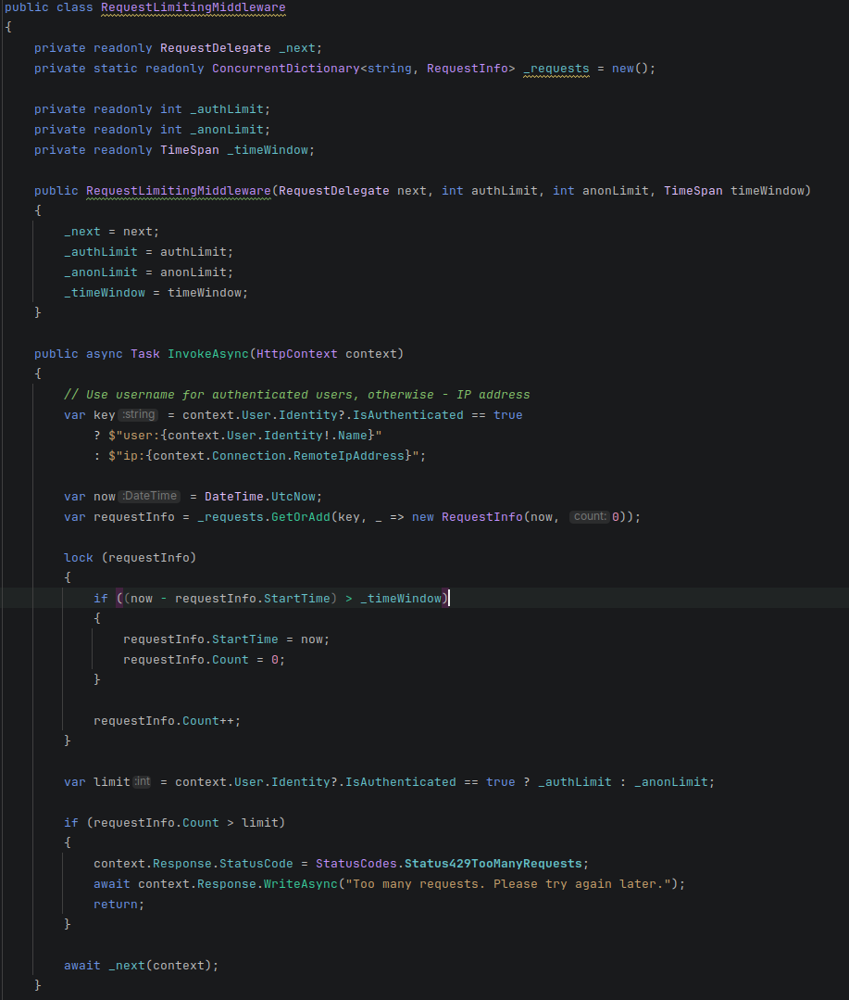 public class RequestLimitingMiddleware
{
    private readonly RequestDelegate _next;
    private static readonly ConcurrentDictionary<string, RequestInfo> _requests = new();

    private readonly int _authLimit;
    private readonly int _anonLimit;
    private readonly TimeSpan _timeWindow;

    public RequestLimitingMiddleware(RequestDelegate next, int authLimit, int anonLimit, TimeSpan timeWindow)
    {
        _next = next;
        _authLimit = authLimit;
        _anonLimit = anonLimit;
        _timeWindow = timeWindow;
    }

    public async Task InvokeAsync(HttpContext context)
    {
        // Use username for authenticated users, otherwise - IP address
        var key :string = context.User.Identity?.IsAuthenticated == true
            ? $"user:{context.User.Identity!.Name}"
            : $"ip:{context.Connection.RemoteIpAddress}";

        var now :DateTime = DateTime.UtcNow;
        var requestInfo = _requests.GetOrAdd(key, _ => new RequestInfo(now, count: 0));

        lock (requestInfo)
        {
            if ((now - requestInfo.StartTime) > _timeWindow)
            {
                requestInfo.StartTime = now;
                requestInfo.Count = 0;
            }

            requestInfo.Count++;
        }

        var limit :int = context.User.Identity?.IsAuthenticated == true ? _authLimit : _anonLimit;

        if (requestInfo.Count > limit)
        {
            context.Response.StatusCode = StatusCodes.Status429TooManyRequests;
            await context.Response.WriteAsync("Too many requests. Please try again later.");
            return;
        }

        await _next(context);
    }